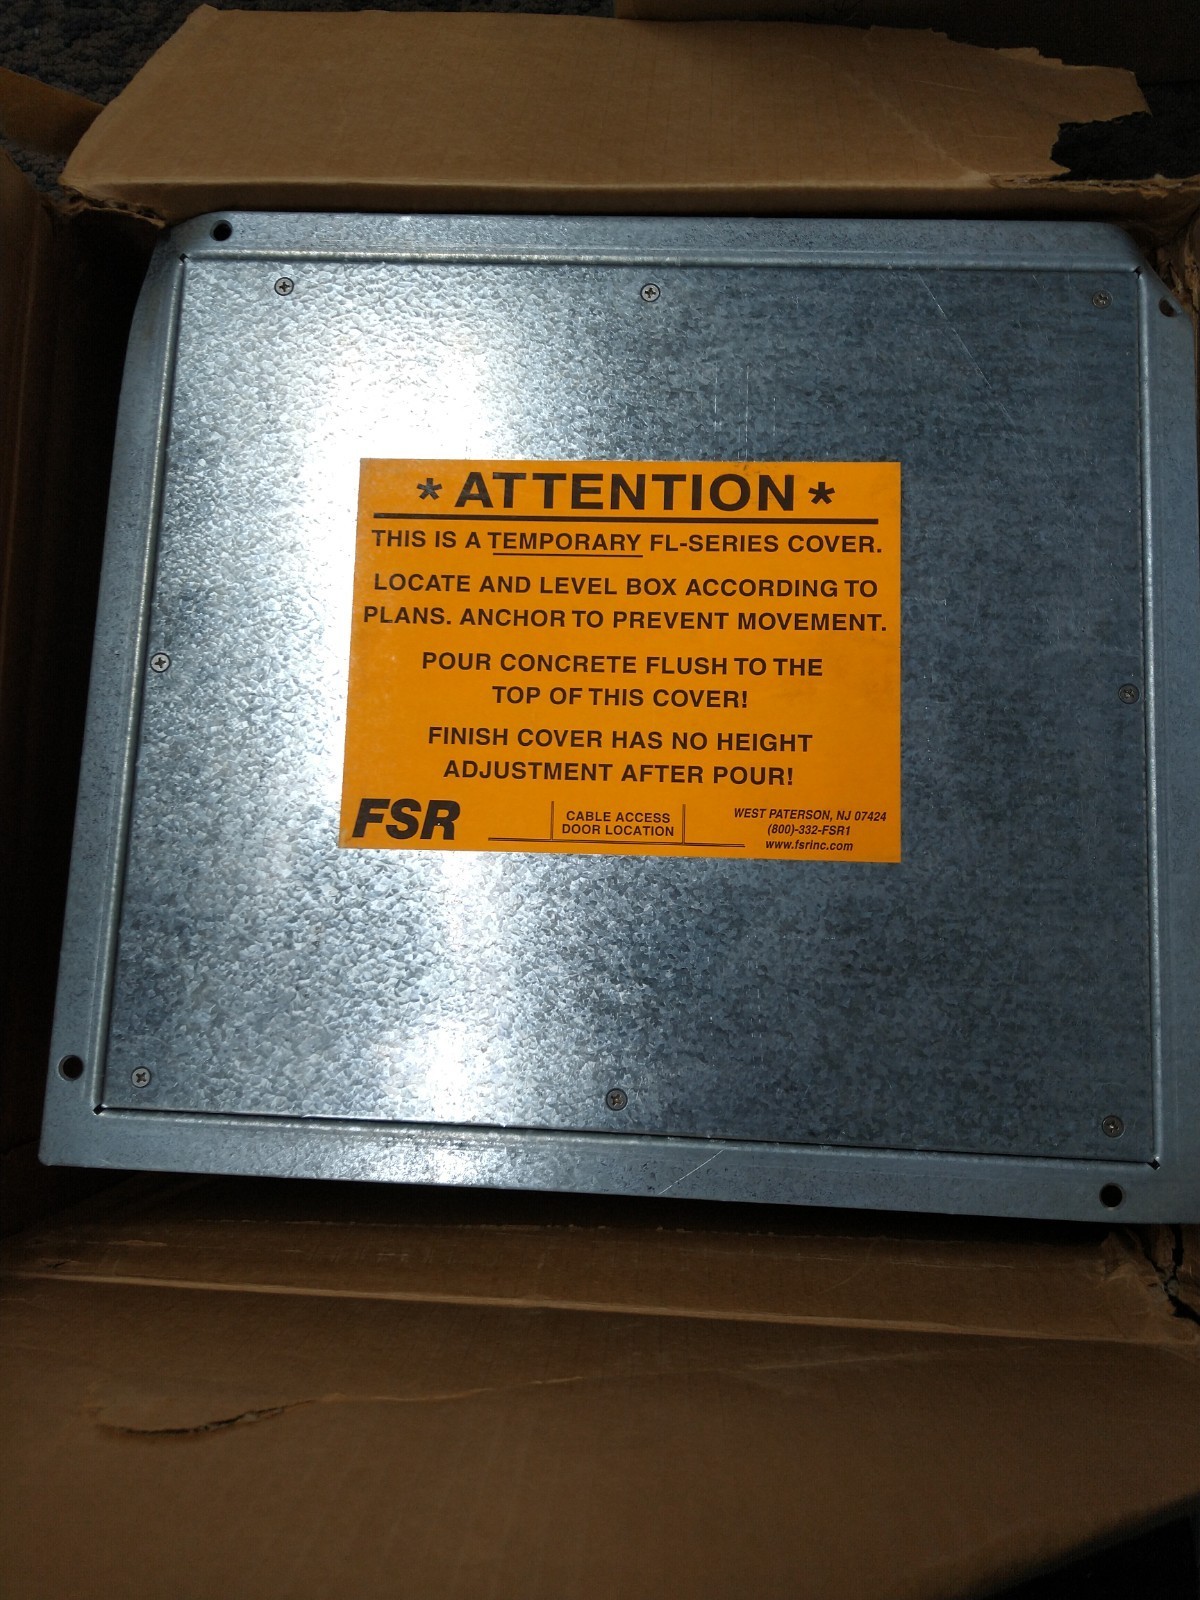 * ATTENTION *
THIS IS A TEMPORARY FL-SERIES COVER.
LOCATE AND LEVEL BOX ACCORDING TO
PLANS. ANCHOR TO PREVENT MOVEMENT.
POUR CONCRETE FLUSH TO THE
TOP OF THIS COVER!
FINISH COVER HAS NO HEIGHT
ADJUSTMENT AFTER POUR!
FSR
CABLE ACCESS
DOOR LOCATION
WEST PATERSON, NJ 07424
(800)-332-FSR1
www.fsrinc.com